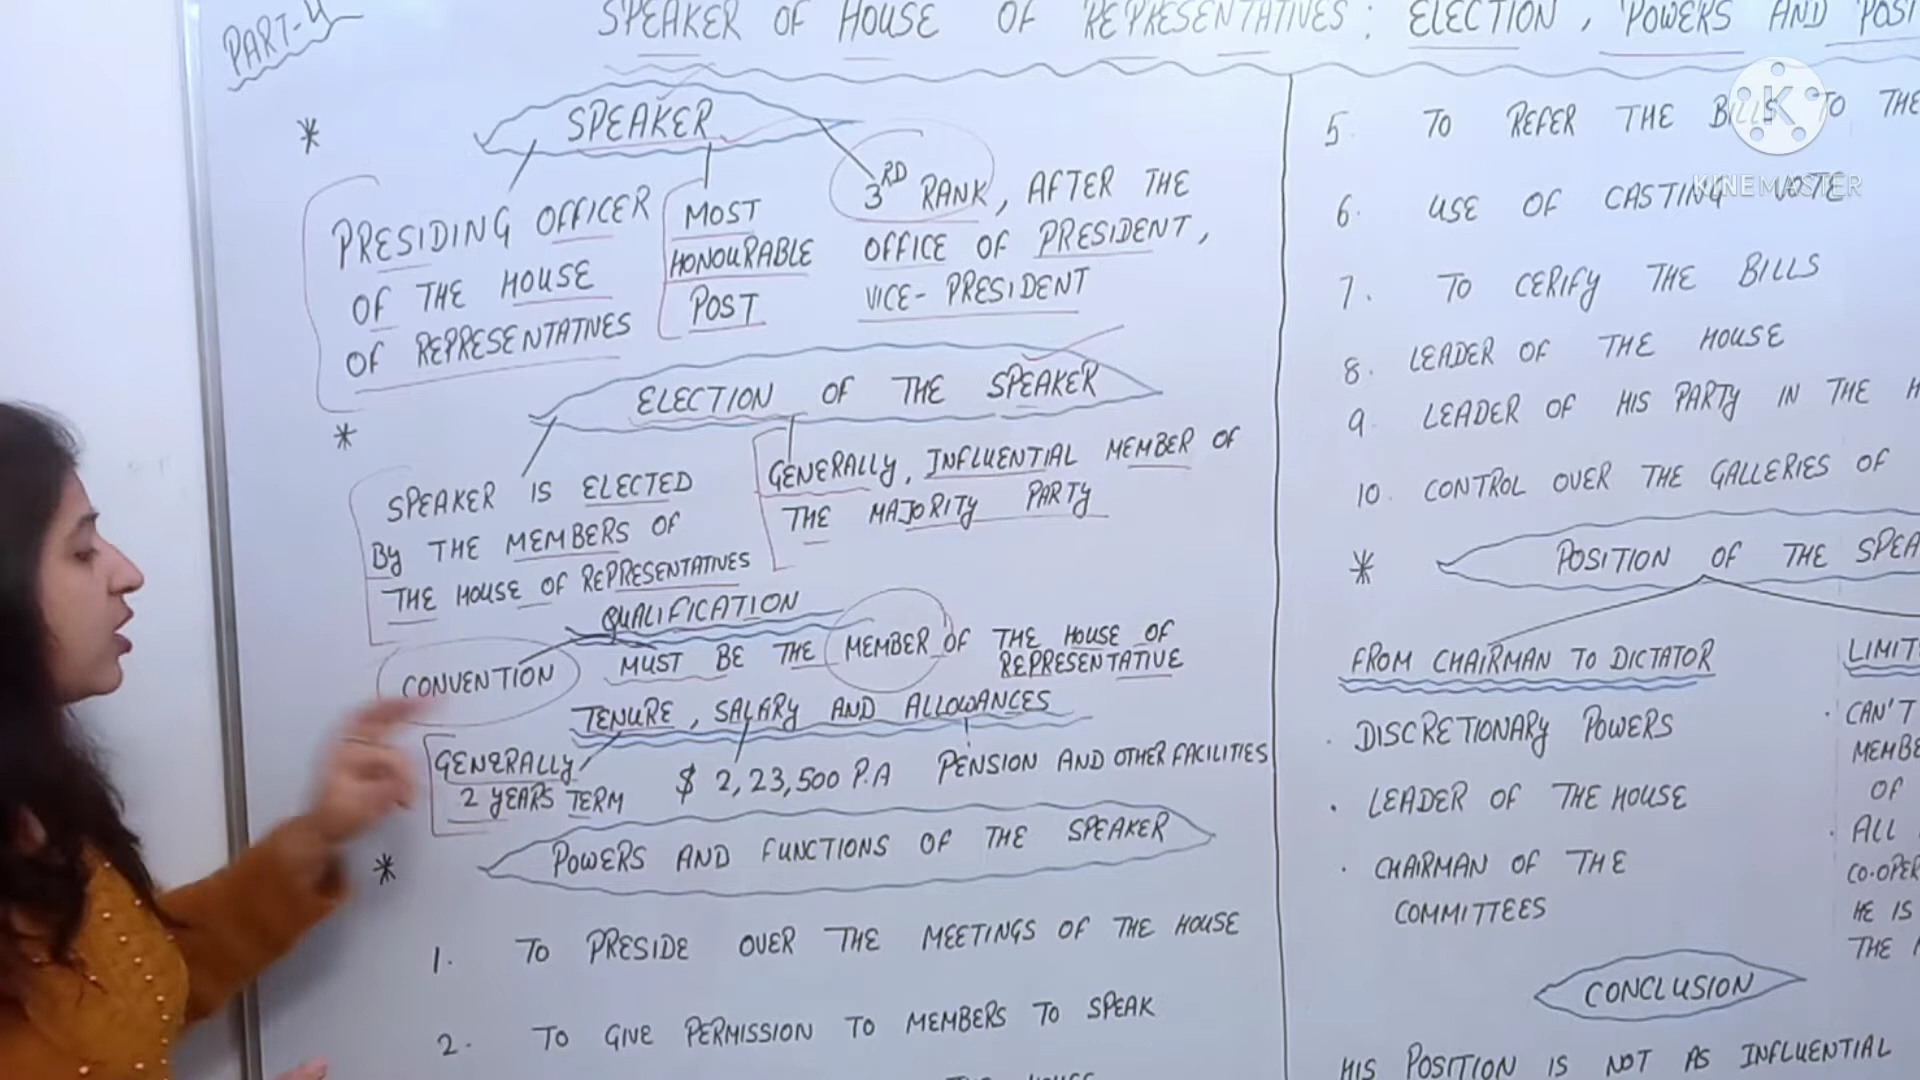 PART-4
SPEAKER OF HOUSE OF REPRESENTATIVES: ELECTION, POWERS AND POSI
* SPEAKER
PRESIDING OFFICER
OF THE HOUSE
OF REPRESENTATIVES
MOST
HONOURABLE
POST
3RD RANK, AFTER THE
OFFICE OF PRESIDENT,
VICE-PRESIDENT
* ELECTION OF THE SPEAKER
SPEAKER IS ELECTED
By THE MEMBERS OF
THE HOUSE OF REPRESENTATIVES
GENERALLY, INFLUENTIAL MEMBER OF
THE MAJORITY PARTY
QUALIFICATION
CONVENTION
MUST BE THE MEMBER OF THE HOUSE OF
REPRESENTATIVE
TENURE, SALARY AND ALLOWANCES
GENERALLY
2 YEARS TERM
$ 2,23,500 P.A
PENSION AND OTHER FACILITIES
* POWERS AND FUNCTIONS OF THE SPEAKER
1. TO PRESIDE OVER THE MEETINGS OF THE HOUSE
2. TO GIVE PERMISSION TO MEMBERS TO SPEAK
5. TO REFER THE BILLS TO THE
6. USE OF CASTING VOTE
7. TO CERIFY THE BILLS
8. LEADER OF THE HOUSE
9. LEADER OF HIS PARTY IN THE H
10. CONTROL OVER THE GALLERIES OF
* POSITION OF THE SPEA
FROM CHAIRMAN TO DICTATOR
· DISCRETIONARY POWERS
· LEADER OF THE HOUSE
· CHAIRMAN OF THE
COMMITTEES
LIMIT
· CAN'T
MEMBE
OF
· ALL
CO-OPER
HE IS
THE
CONCLUSION
HIS POSITION IS NOT AS INFLUENTIAL
K
KINEMASTER